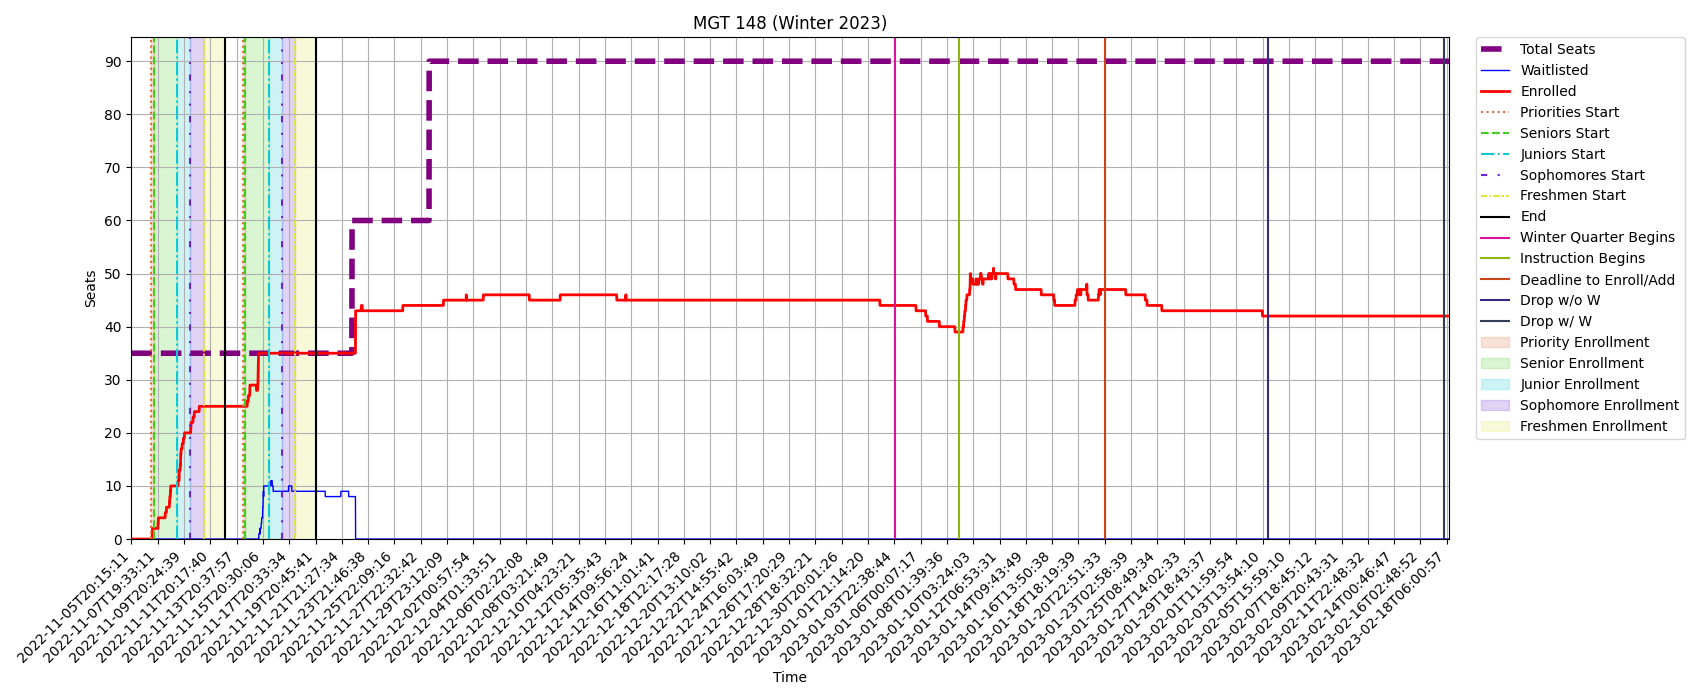 MGT 148 (Winter 2023)
Seats
90
80
70
60
50
40
30
20
10
0
2022-11-05T20:15:11
2022-11-07T19:33:11
2022-11-09T20:24:39
2022-11-11T20:17:40
2022-11-13T20:37:57
2022-11-15T20:30:06
2022-11-17T20:33:34
2022-11-19T20:45:41
2022-11-21T21:27:34
2022-11-23T21:46:38
2022-11-25T22:09:16
2022-11-27T22:32:42
2022-11-29T23:12:09
2022-12-04T00:57:54
2022-12-04T01:33:51
2022-12-06T02:22:08
2022-12-08T03:21:49
2022-12-10T04:23:21
2022-12-12T05:35:43
2022-12-14T09:56:24
2022-12-16T11:01:41
2022-12-18T12:17:28
2022-12-20T13:10:02
2022-12-22T14:55:42
2022-12-24T16:03:49
2022-12-26T17:20:29
2022-12-28T18:32:21
2022-12-30T20:01:26
2023-01-01T21:14:20
2023-01-03T22:38:44
2023-01-06T00:07:17
2023-01-08T01:39:36
2023-01-10T03:24:03
2023-01-12T06:53:31
2023-01-14T09:43:49
2023-01-16T13:50:38
2023-01-18T18:19:39
2023-01-20T22:51:33
2023-01-23T02:58:39
2023-01-25T08:49:34
2023-01-27T14:02:33
2023-01-29T18:43:37
2023-02-01T11:59:54
2023-02-03T13:54:10
2023-02-05T15:59:10
2023-02-07T18:45:12
2023-02-09T20:43:31
2023-02-11T22:48:32
2023-02-14T00:46:47
2023-02-16T02:48:52
2023-02-18T06:00:57
Time
Total Seats
Waitlisted
Enrolled
Priorities Start
Seniors Start
Juniors Start
Sophomores Start
Freshmen Start
End
Winter Quarter Begins
Instruction Begins
Deadline to Enroll/Add
Drop w/o W
Drop w/ W
Priority Enrollment
Senior Enrollment
Junior Enrollment
Sophomore Enrollment
Freshmen Enrollment